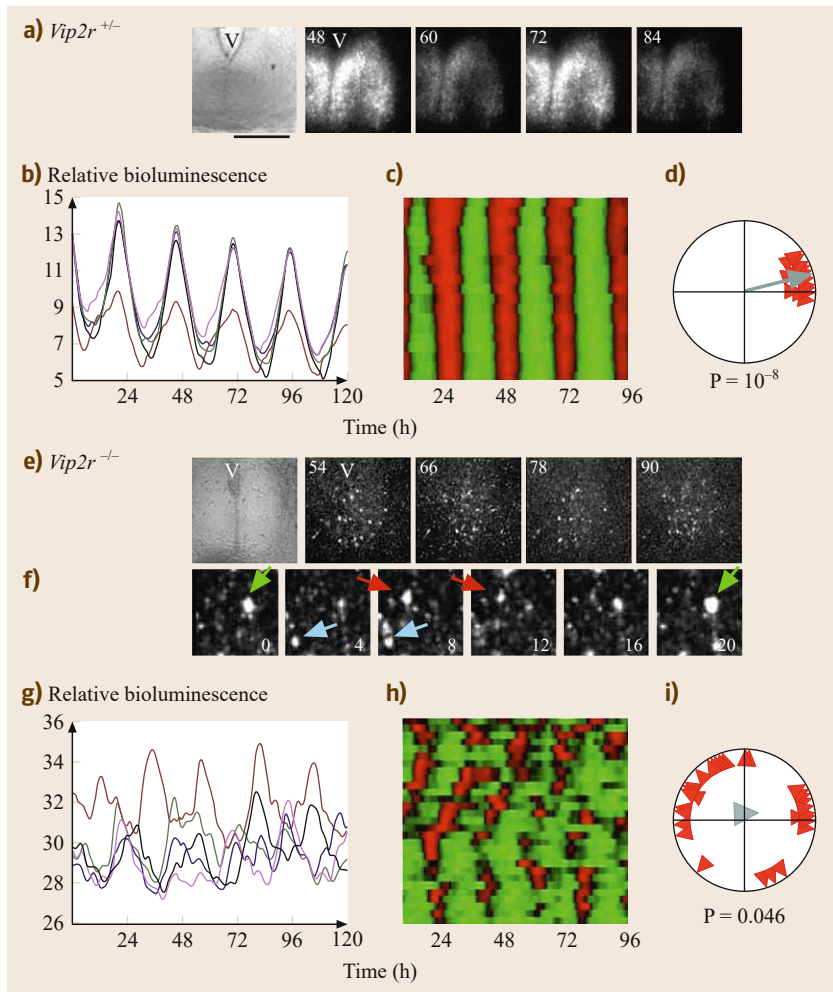 a) Vip2r +/–
V 48 V 60 72 84
b) Relative bioluminescence
15
13
11
9
7
5
24 48 72 96 120
c)
24 48 72 96
Time (h)
d)
P = 10–8
e) Vip2r –/–
V 54 V 66 78 90
f)
0 4 8 12 16 20
g) Relative bioluminescence
36
34
32
30
28
26
24 48 72 96 120
h)
24 48 72 96
Time (h)
i)
P = 0.046